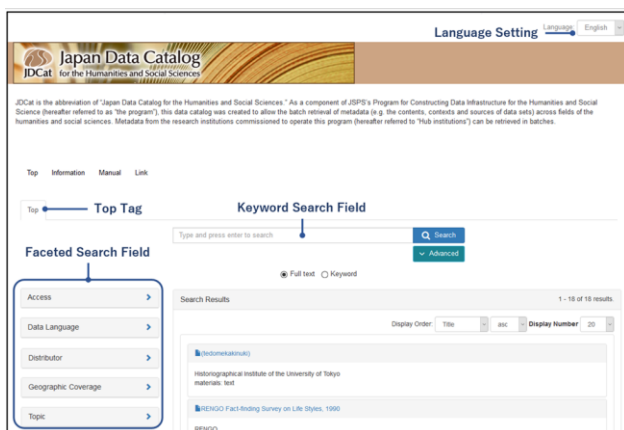 Language Setting
Language
English
Japan Data Catalog
JDCat for the Humanities and Social Sciences
JDCat is the abbreviation of "Japan Data Catalog for the Humanities and Social Sciences." As a component of JSPS's Program for Constructing Data Infrastructure for the Humanities and Social
Science (hereafter referred to as "the program"), this data catalog was created to allow the batch retrieval of metadata (e.g. the contents, contexts and sources of data sets) across fields of the
humanities and social sciences. Metadata from the research institutions commissioned to operate this program (hereafter referred to "Hub institutions") can be retrieved in batches.
Top Information Manual Link
Top
Top Tag
Keyword Search Field
Type and press enter to search
Search
Advanced
Faceted Search Field
Full text Keyword
Access
Data Language
Distributor
Geographic Coverage
Topic
Search Results
1 - 18 of 18 results
Display Order Title asc Display Number 20
(tedomekakinuki)
Historiographical Institute of the University of Tokyo
materials: text
RENGO Fact-finding Survey on Life Styles, 1990
RENGO